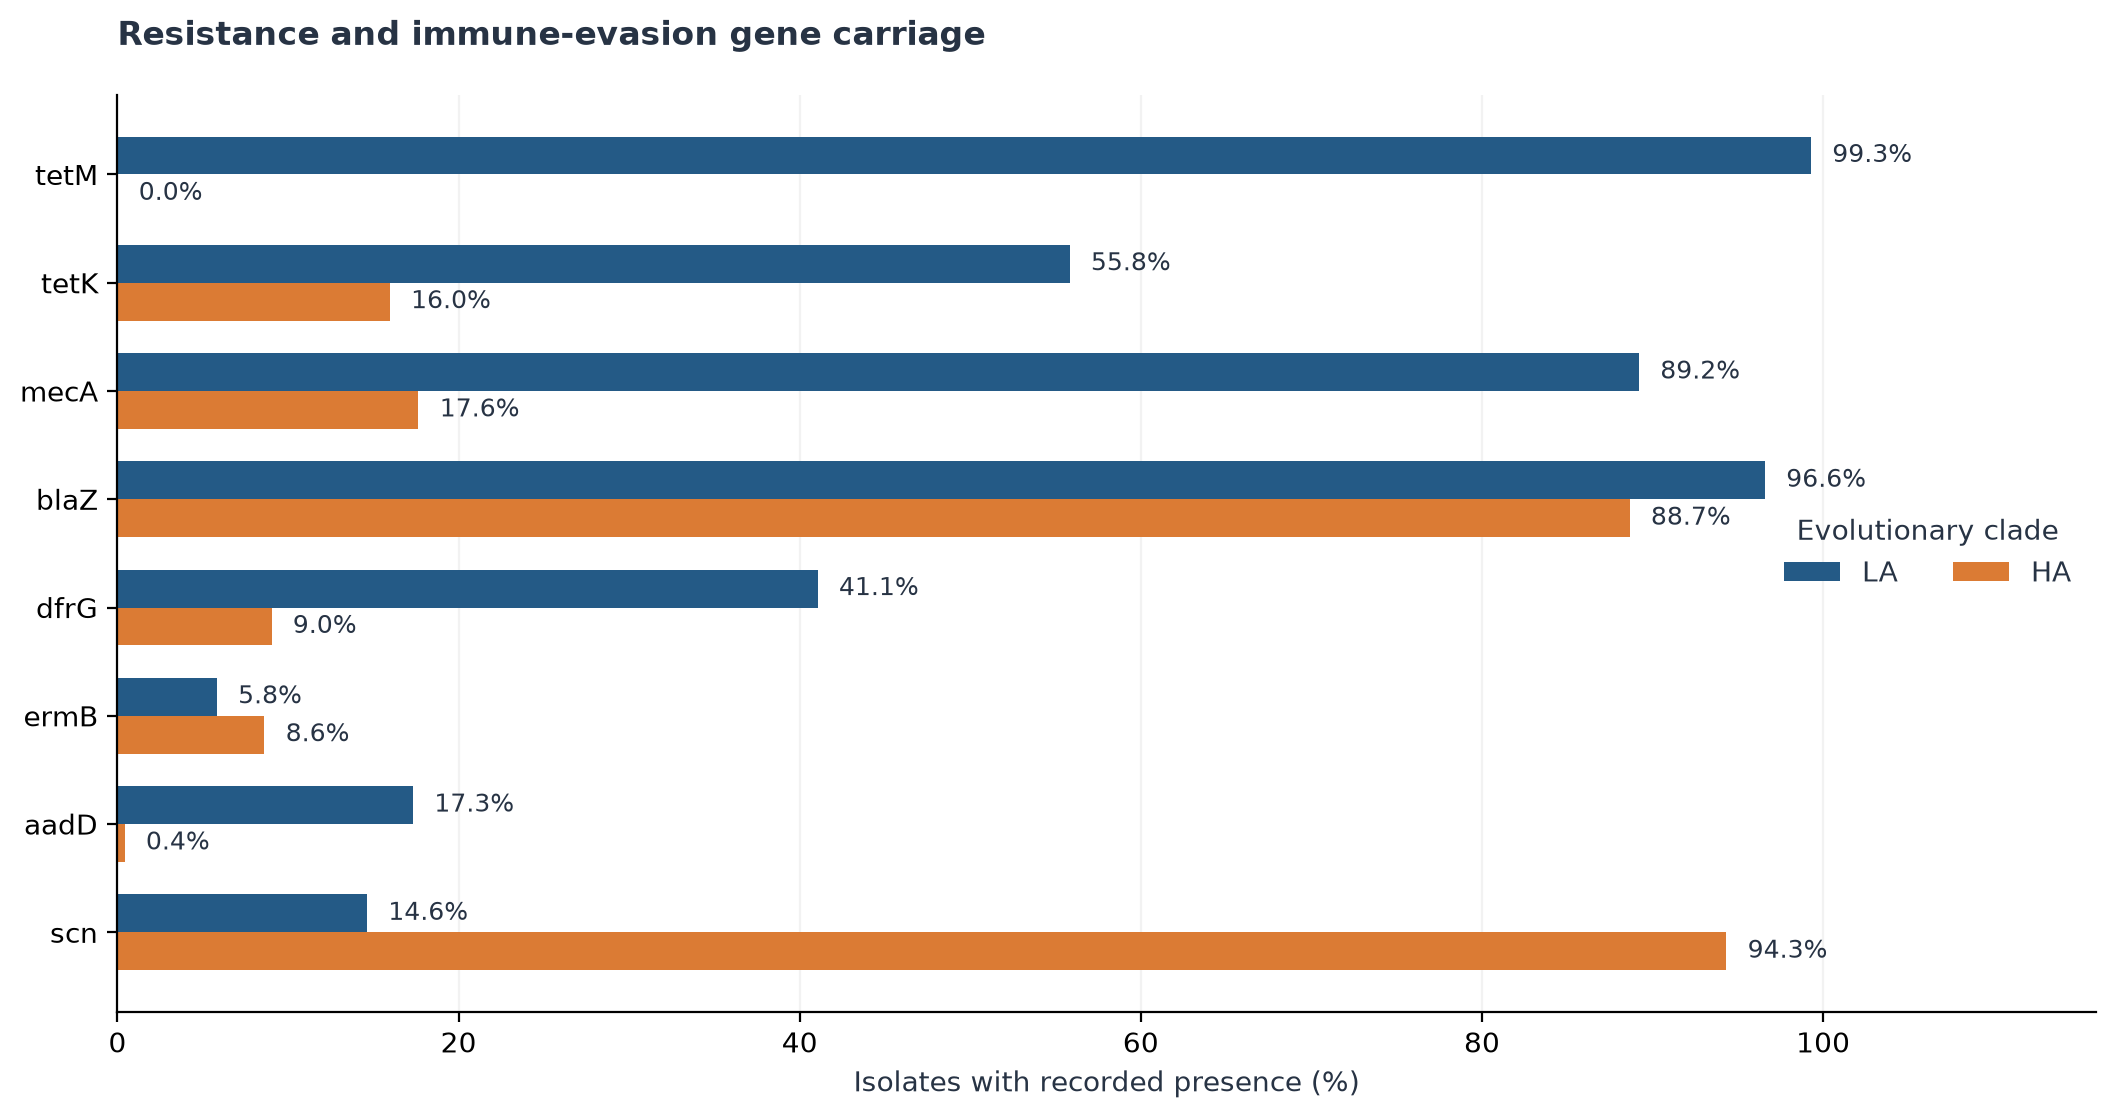 Resistance and immune-evasion gene carriage
tetM
99.3%
0.0%
tetK
55.8%
16.0%
mecA
89.2%
17.6%
blaZ
96.6%
88.7%
Evolutionary clade
LA
HA
dfrG
41.1%
9.0%
ermB
5.8%
8.6%
aadD
17.3%
0.4%
scn
14.6%
94.3%
0 20 40 60 80 100
Isolates with recorded presence (%)